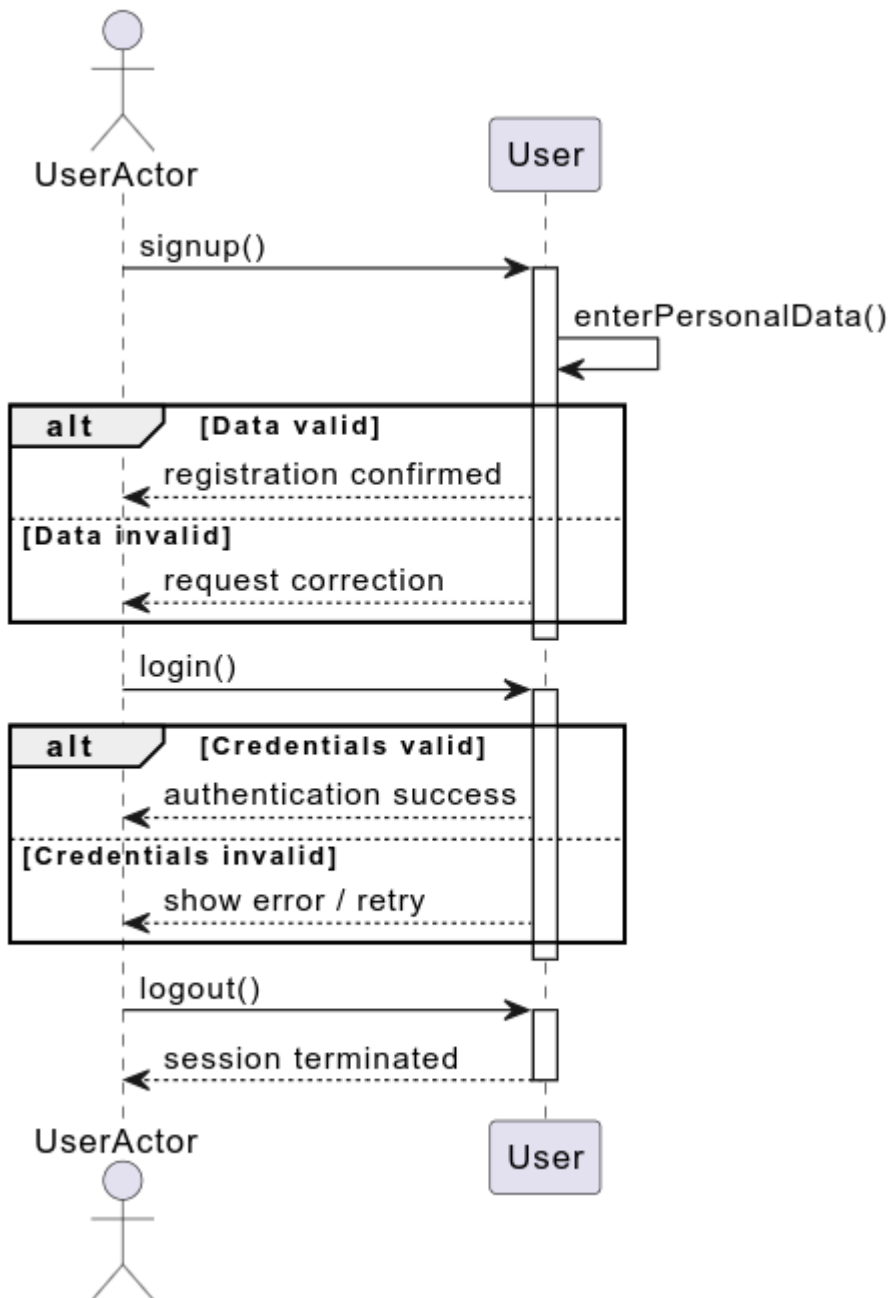 UserActor
User
signup()
enterPersonalData()
alt [Data valid]
registration confirmed
[Data invalid]
request correction
login()
alt [Credentials valid]
authentication success
[Credentials invalid]
show error / retry
logout()
session terminated
UserActor
User